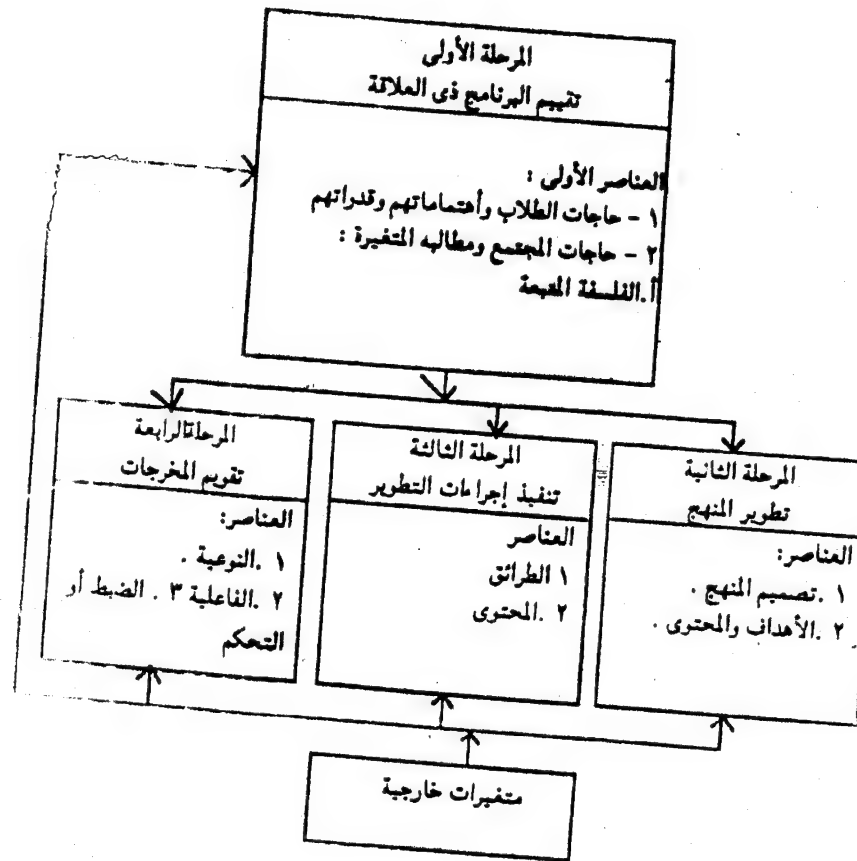 المرحلة الأولى
تقييم البرنامج ذى العلاقة
العناصر الأولى :
١ - حاجات الطلاب وأهتماماتهم وقدراتهم
٢ - حاجات المجتمع ومطالبه المتغيرة :
أ.الفلسفة المتبعة
المرحلة الثانية
تطوير المنهج
العناصر:
١ .تصميم المنهج .
٢ .الأهداف والمحتوى .
المرحلة الثالثة
تنفيذ إجراءات التطوير
العناصر
١ الطرائق
٢ .المحتوى
المرحلةالرابعة
تقويم المخرجات
العناصر:
١ .النوعية .
٢ .الفاعلية ٣ . الضبط أو
التحكم
متغيرات خارجية